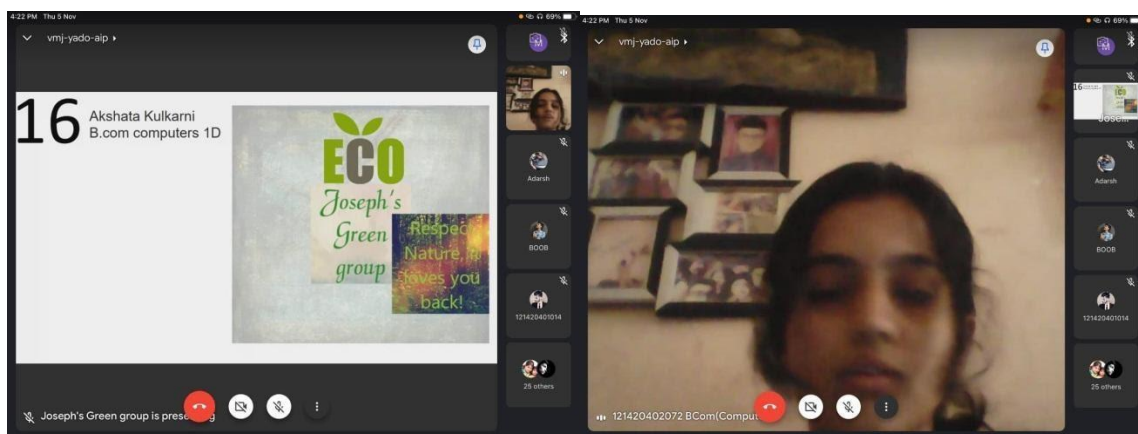 4:22 PM Thu 5 Nov
69%
vmj-yado-aip
M
16
Akshata Kulkarni
B.com computers 1D
ECO
Joseph's
Green
group
Respect
Nature, it
loves you
back!
Adarsh
BOOB
121420401014
25 others
Joseph's Green group is prese
4:22 PM Thu 5 Nov
69%
vmj-yado-aip
M
16
Adarsh
BOOB
121420401014
25 others
121420402072 BCom(Comput